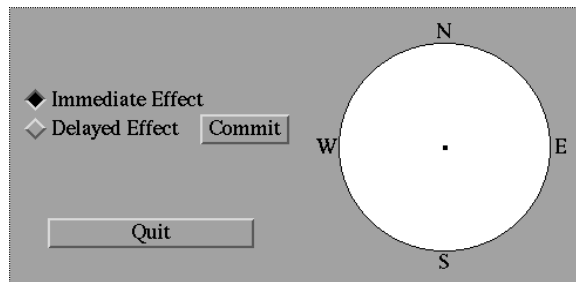 N
Immediate Effect
Delayed Effect Commit
W E
Quit
S